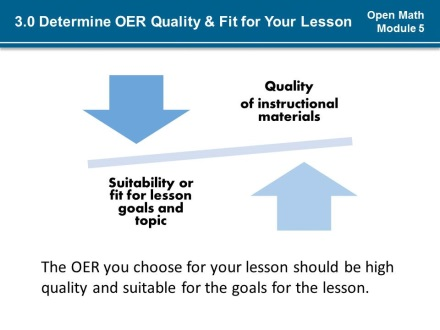 3.0 Determine OER Quality & Fit for Your Lesson
Open Math
Module 5
Quality
of instructional
materials
Suitability or
fit for lesson
goals and
topic
The OER you choose for your lesson should be high
quality and suitable for the goals for the lesson.